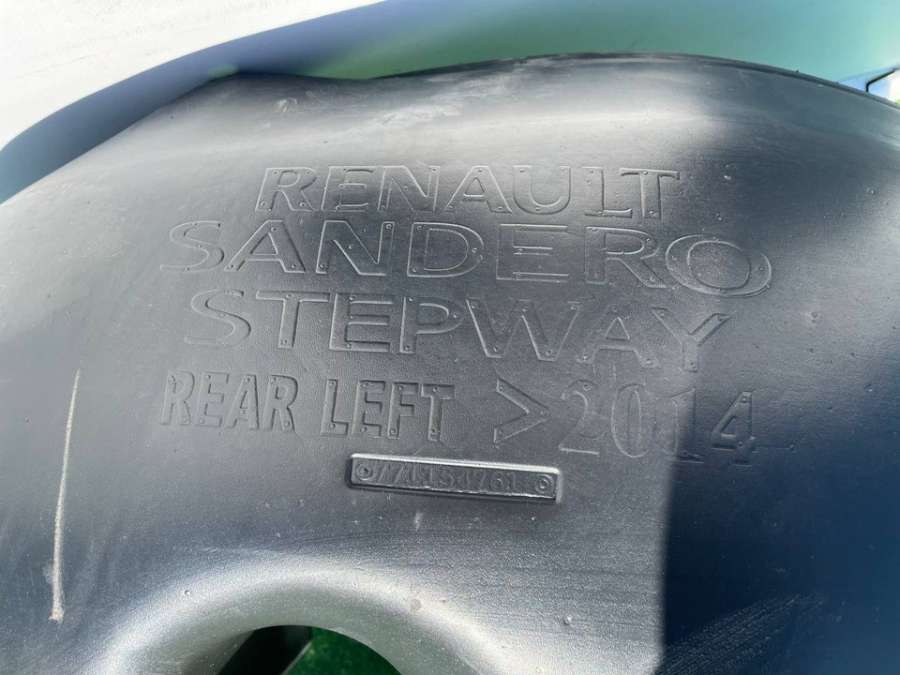 RENAULT
SANDERO
STEPWAY
REAR LEFT > 2014